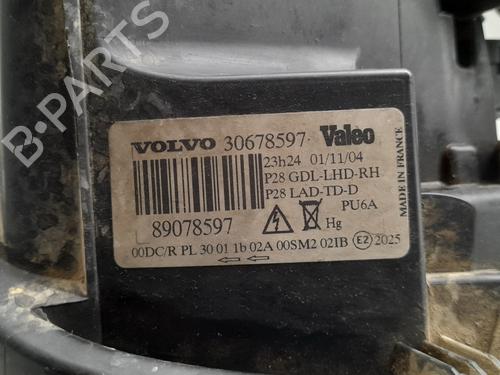 B-PARTS
VOLVO 30678597 Valeo
23h24 01/11/04
P28 GDL-LHD-RH
P28 LAD-TD-D
PU6A
89078597
Hg
00DC/R PL 30 01 1b 02A 00SM2 02IB E2 2025
MADE IN FRANCE